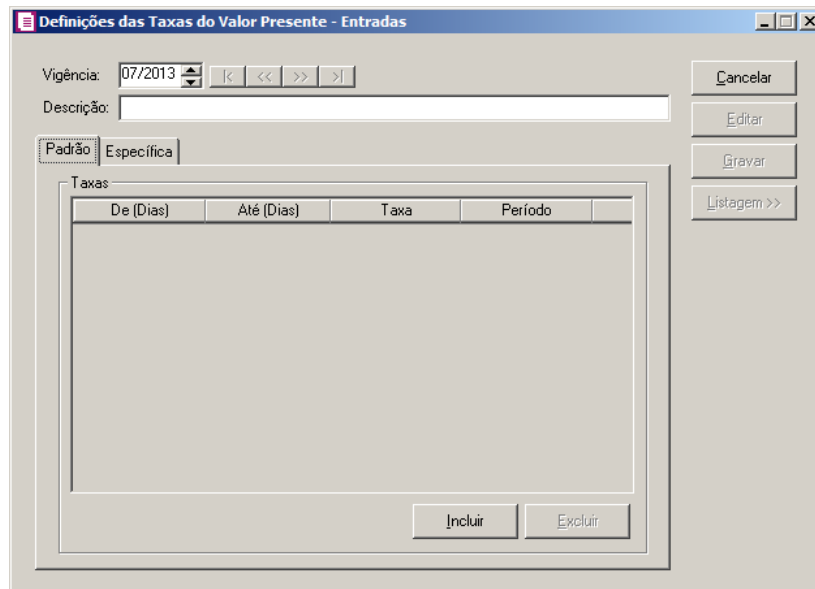 Definições das Taxas do Valor Presente - Entradas
Vigência: 07/2013 |< << >> >| Cancelar
Descrição: Editar
Padrão Específica Gravar
Taxas Listagem >>
De (Dias) Até (Dias) Taxa Período
Incluir Excluir